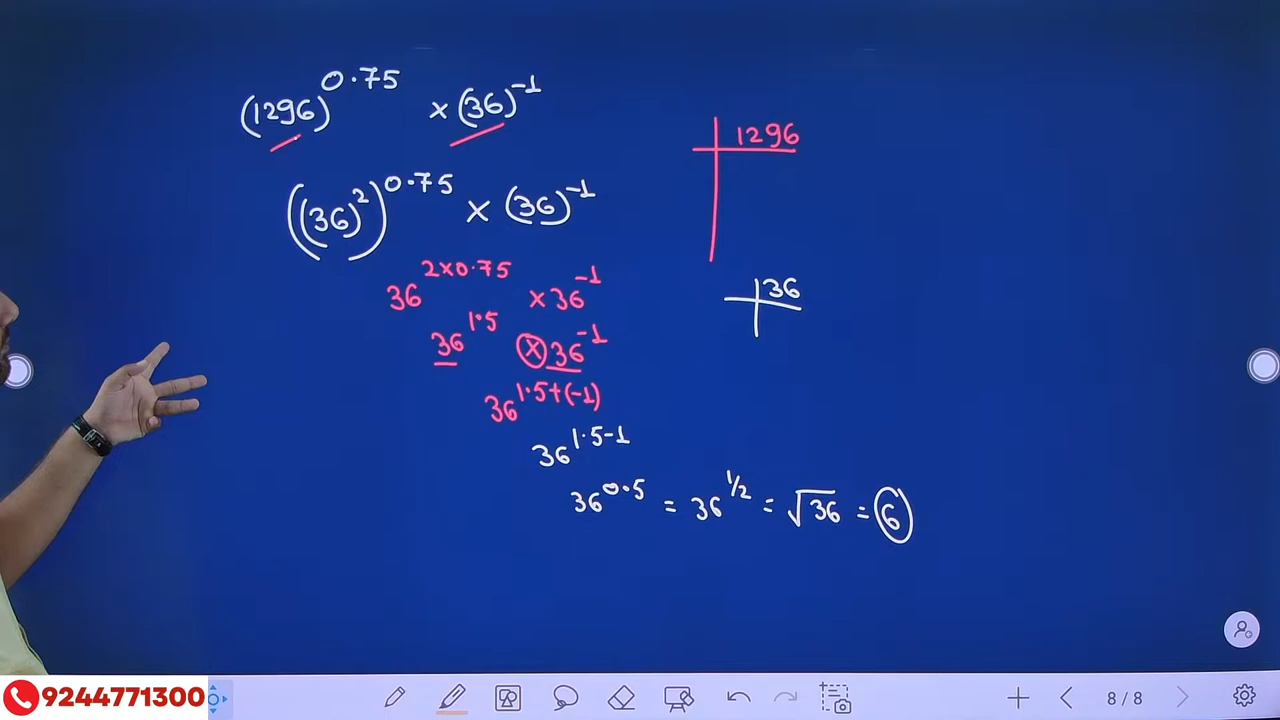 (1296)^0.75 × (36)^-1
((36)^2)^0.75 × (36)^-1
36^2×0.75 × 36^-1
36^1.5 × 36^-1
36^1.5+(-1)
36^1.5-1
36^0.5 = 36^1/2 = √36 = 6
1296
36
9244771300
8 / 8